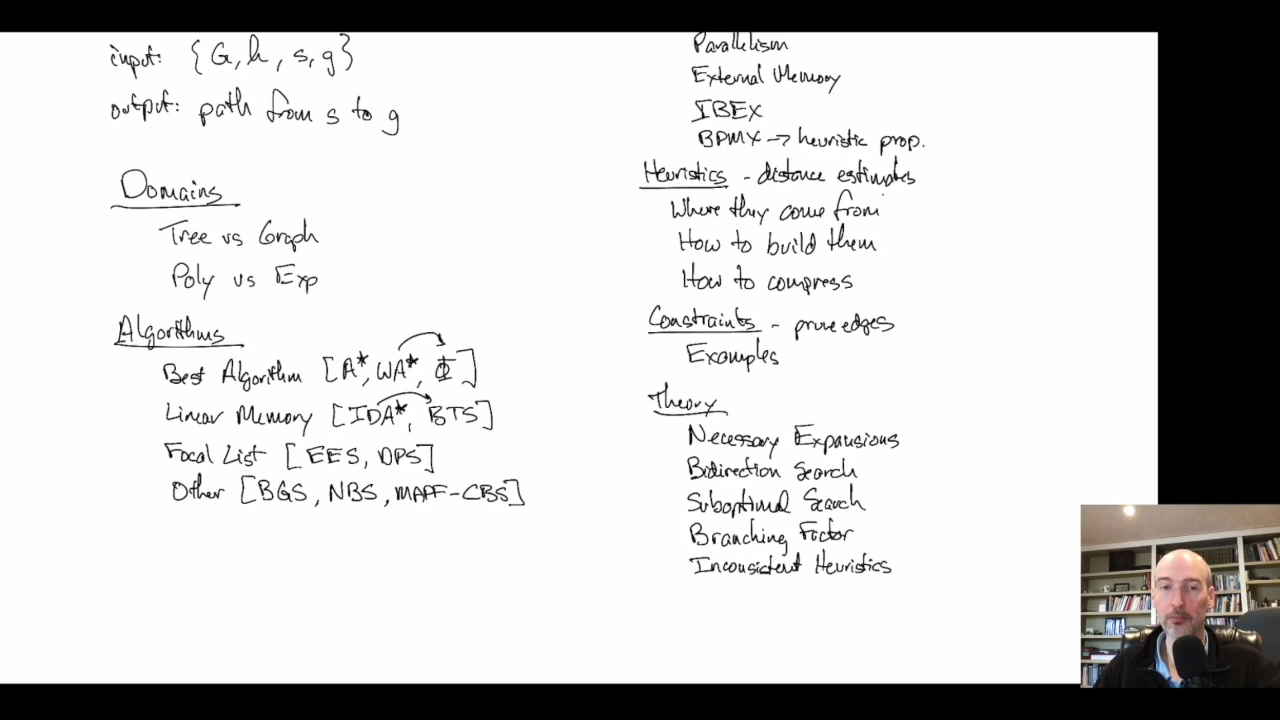 input: {G, h, s, g}
output: path from s to g
Domains
Tree vs Graph
Poly vs Exp
Algorithms
Best Algorithm [A*, WA*, Φ]
Linear Memory [IDA*, BTS]
Focal List [EES, DPS]
Other [BGS, NBS, MAPF-CBS]
Parallelism
External Memory
IBEX
BPMX → heuristic prop.
Heuristics - distance estimates
Where they come from
How to build them
How to compress
Constraints - prune edges
Examples
Theory
Necessary Expansions
Bidirection Search
Suboptimal Search
Branching Factor
Inconsistent Heuristics